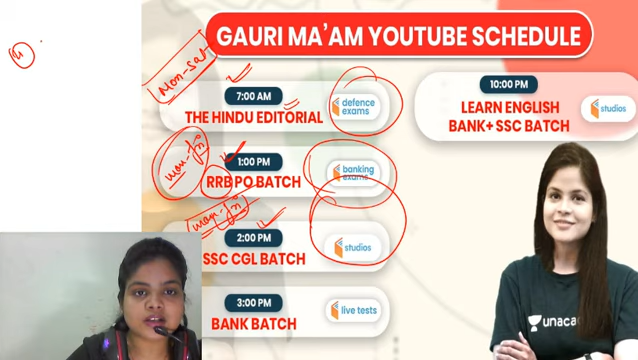 GAURI MA'AM YOUTUBE SCHEDULE
Mon-Sat
7:00 AM
THE HINDU EDITORIAL
defence
exams
10:00 PM
LEARN ENGLISH
BANK+ SSC BATCH
studios
Mon-fri
1:00 PM
RRB PO BATCH
banking
exams
Mon-fri
2:00 PM
SSC CGL BATCH
studios
3:00 PM
BANK BATCH
live tests
unaca